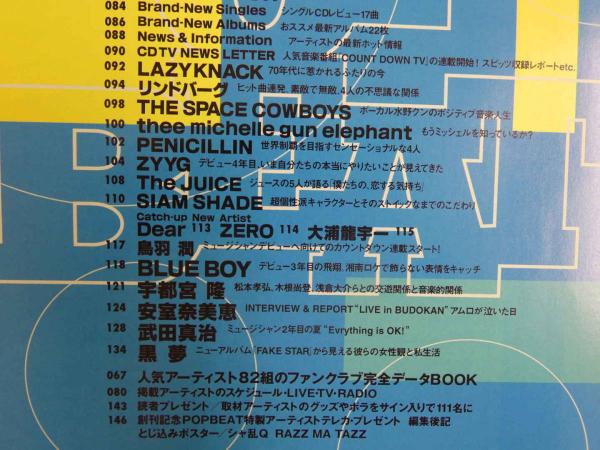 084 Brand-New Singles シングルCDレビュー17曲
086 Brand-New Albums おススメ最新アルバム22枚
088 News & Information アーティストの最新ホット情報
090 CDTV NEWS LETTER 人気音楽番組「COUNT DOWN TV」の連載開始!スピッツ収録レポートetc.
092 LAZY KNACK 70年代に惹かれるふたりの今
094 リンドバーグ ヒット曲連発、素敵で無敵、4人の不思議な関係
098 THE SPACE COWBOYS ボーカル水野クンのポジティブ音楽人生
100 thee michelle gun elephant もうミッシェルを知っているか?
102 PENICILLIN 世界制覇を目指すセンセーショナルな4人
104 ZYYG デビュー4年目、いま自分たちの本当にやりたいことが見えてきた
108 The JUICE ジュースの5人が語る「僕たちの、恋する気持ち」
110 SIAM SHADE 超個性派キャラクターとそのストイックなまでのこだわり
Catch-up New Artist
Dear 113 ZERO 114 大浦龍宇一 115
117 鳥羽 潤 ミュージシャンデビューへ向けてのカウントダウン連載スタート!
118 BLUE BOY デビュー3年目の飛翔。湘南ロケで飾らない表情をキャッチ
121 宇都宮 隆 松本孝弘、木根尚登、浅倉大介らとの交遊関係と音楽的関係
124 安室奈美恵 INTERVIEW & REPORT "LIVE in BUDOKAN" アムロが泣いた日
128 武田真治 ミュージシャン2年目の夏 "Evrything is OK!"
134 黒 夢 ニューアルバム「FAKE STAR」から見える彼らの女性観と私生活
067 人気アーティスト82組のファンクラブ完全データBOOK
080 掲載アーティストのスケジュール・LIVE・TV・RADIO
143 読者プレゼント/取材アーティストのグッズやポラをサイン入りで111名に
146 創刊記念POPBEAT特製アーティストテレカ・プレゼント 編集後記
とじ込みポスター/シャ乱Q RAZZ MA TAZZ